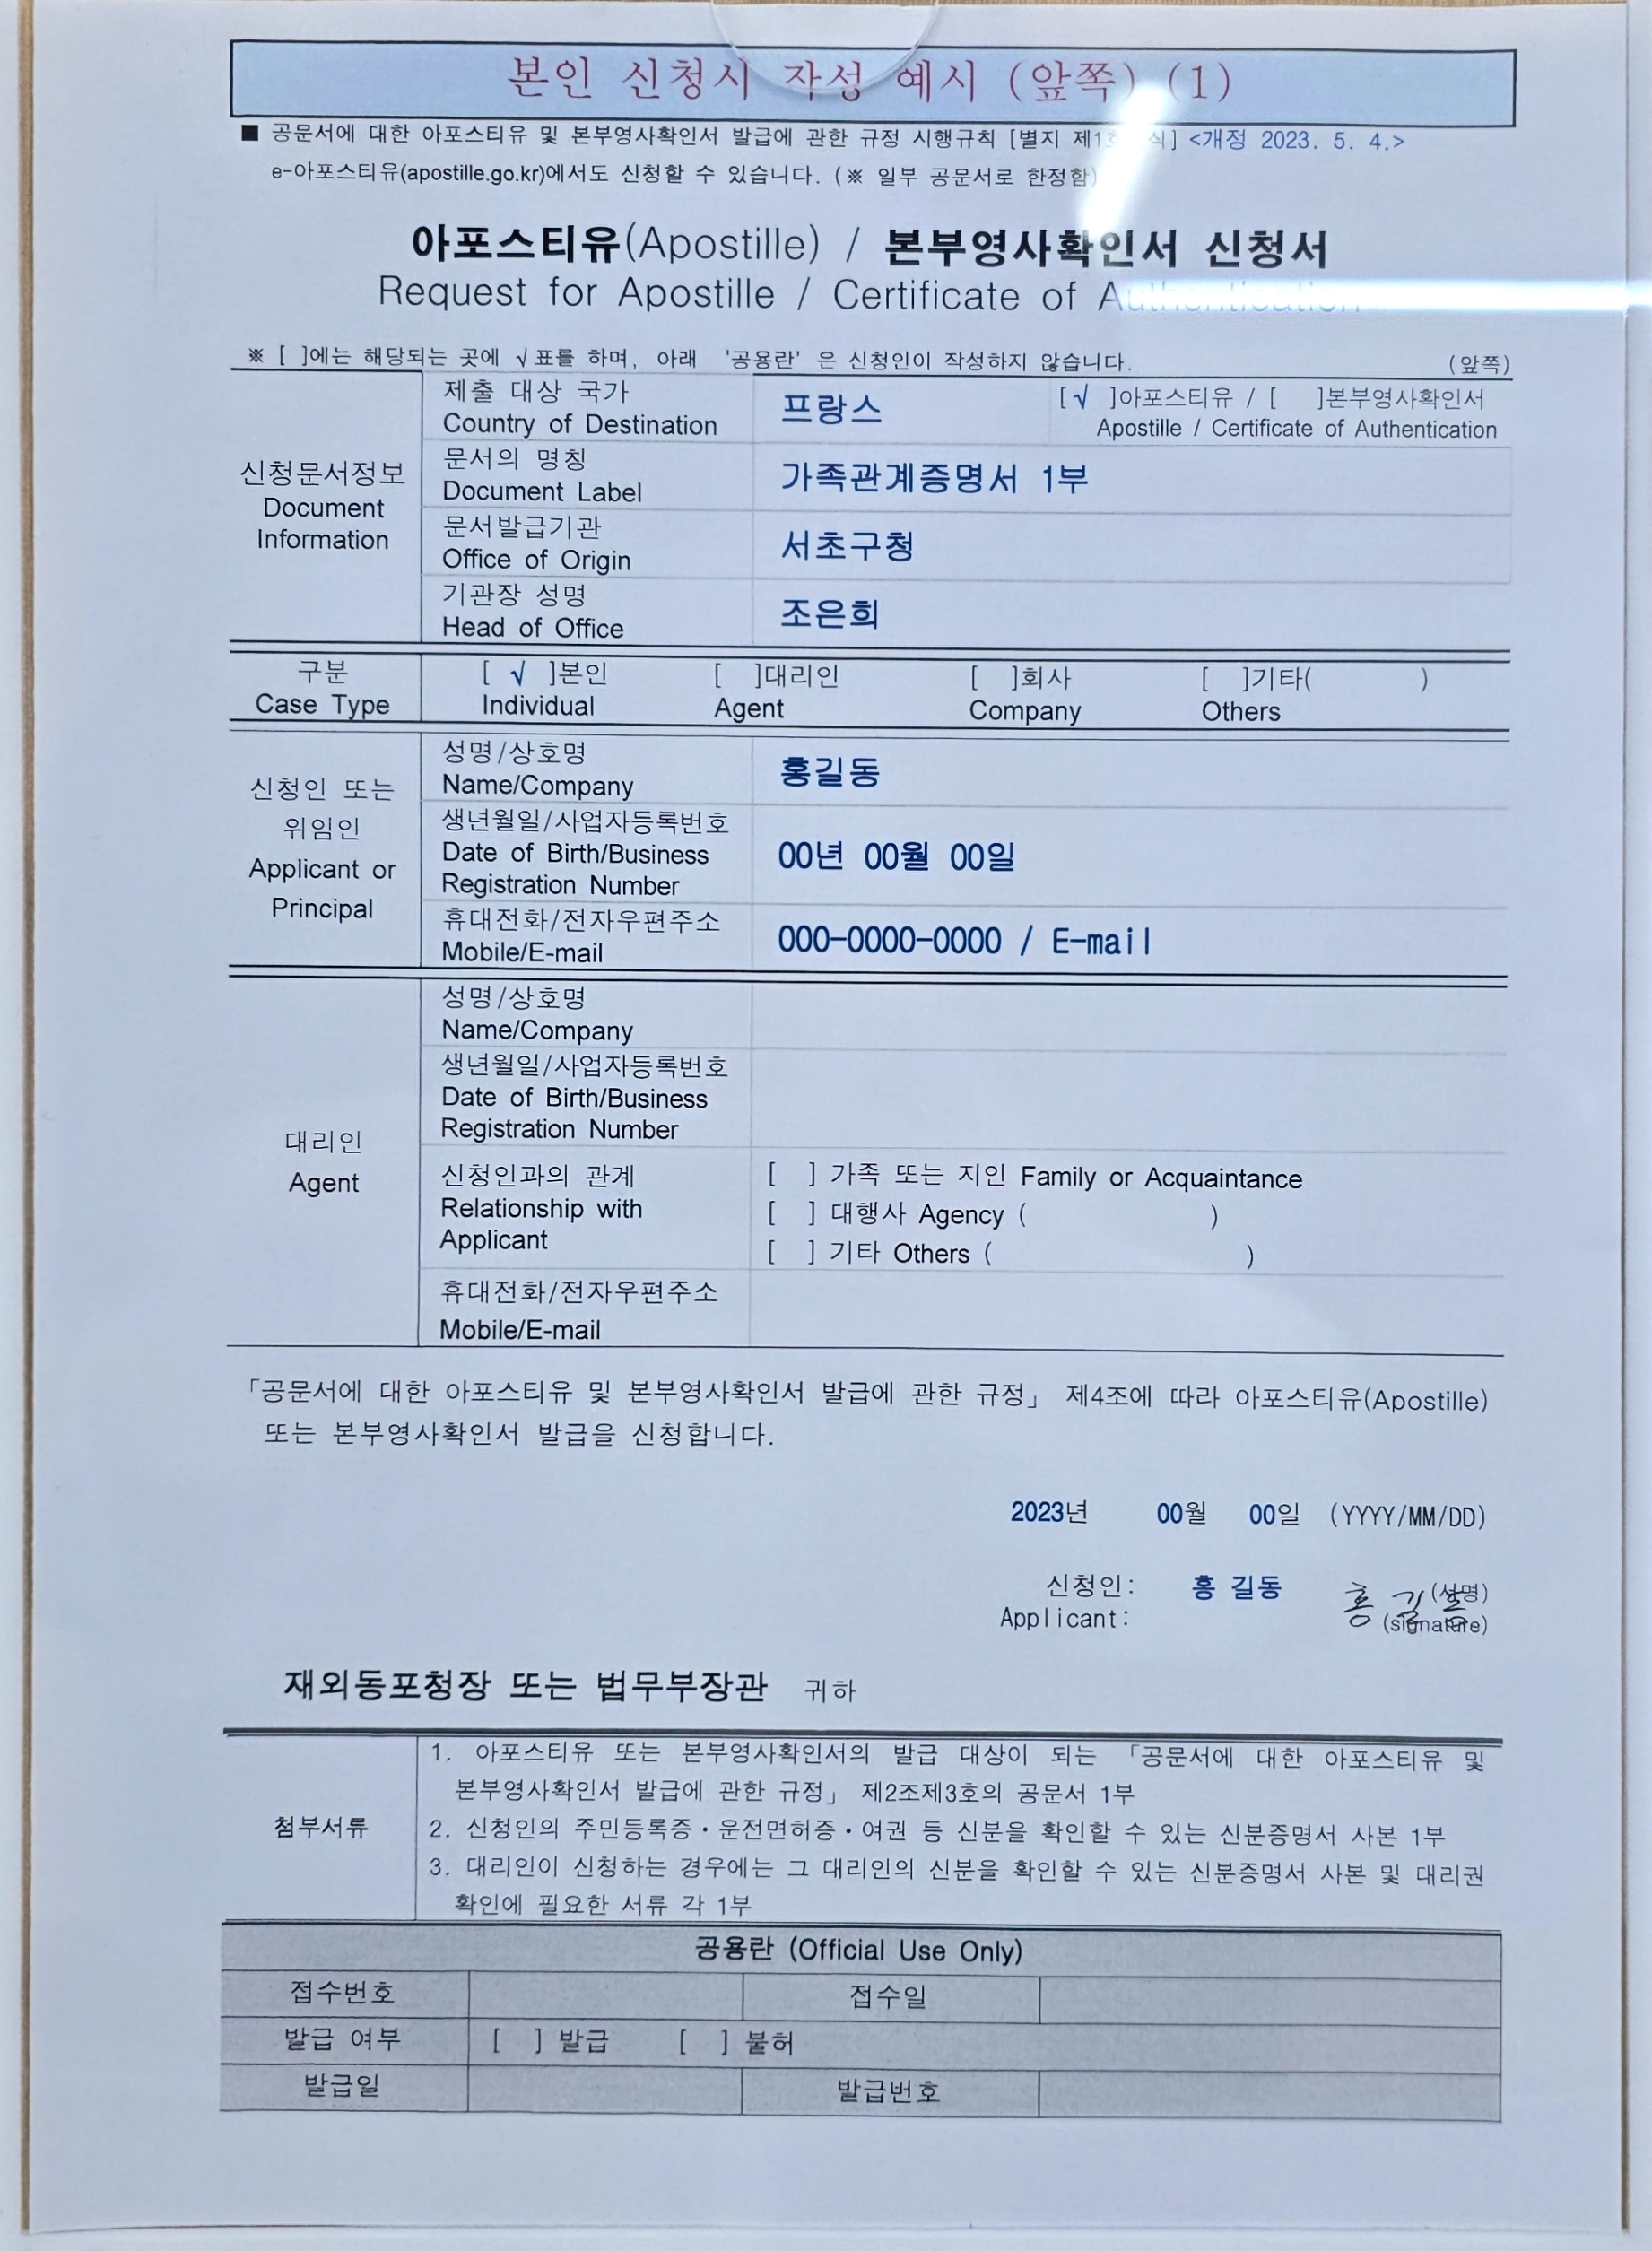 본인 신청시 작성 예시 (앞쪽) (1)
■ 공문서에 대한 아포스티유 및 본부영사확인서 발급에 관한 규정 시행규칙 [별지 <개정 2023. 5. 4.>
e-아포스티유(apostille.go.kr)에서도 신청할 수 있습니다. (※ 일부 공문서로 한정함)
아포스티유(Apostille) / 본부영사확인서 신청서
Request for Apostille / Certificate of Authentication
※ [ ]에는 해당되는 곳에 √표를 하며, 아래 '공용란' 은 신청인이 작성하지 않습니다. (앞쪽)
신청문서정보
Document
Information
제출 대상 국가
Country of Destination
프랑스
[ √ ]아포스티유 / [ ]본부영사확인서
Apostille / Certificate of Authentication
문서의 명칭
Document Label
가족관계증명서 1부
문서발급기관
Office of Origin
서초구청
기관장 성명
Head of Office
조은희
구분
Case Type
[ √ ]본인 [ ]대리인 [ ]회사 [ ]기타( )
Individual Agent Company Others
신청인 또는
위임인
Applicant or
Principal
성명/상호명
Name/Company
홍길동
생년월일/사업자등록번호
Date of Birth/Business
Registration Number
00년 00월 00일
휴대전화/전자우편주소
Mobile/E-mail
000-0000-0000 / E-mail
대리인
Agent
성명/상호명
Name/Company
생년월일/사업자등록번호
Date of Birth/Business
Registration Number
신청인과의 관계
Relationship with
Applicant
[ ] 가족 또는 지인 Family or Acquaintance
[ ] 대행사 Agency ( )
[ ] 기타 Others ( )
휴대전화/전자우편주소
Mobile/E-mail
「공문서에 대한 아포스티유 및 본부영사확인서 발급에 관한 규정」 제4조에 따라 아포스티유(Apostille)
또는 본부영사확인서 발급을 신청합니다.
2023년 00월 00일 (YYYY/MM/DD)
신청인: 홍 길동 홍 길 동 (서명)
Applicant: (signature)
재외동포청장 또는 법무부장관 귀하
첨부서류
1. 아포스티유 또는 본부영사확인서의 발급 대상이 되는 「공문서에 대한 아포스티유 및
본부영사확인서 발급에 관한 규정」 제2조제3호의 공문서 1부
2. 신청인의 주민등록증·운전면허증·여권 등 신분을 확인할 수 있는 신분증명서 사본 1부
3. 대리인이 신청하는 경우에는 그 대리인의 신분을 확인할 수 있는 신분증명서 사본 및 대리권
확인에 필요한 서류 각 1부
공용란 (Official Use Only)
접수번호 접수일
발급 여부 [ ] 발급 [ ] 불허
발급일 발급번호